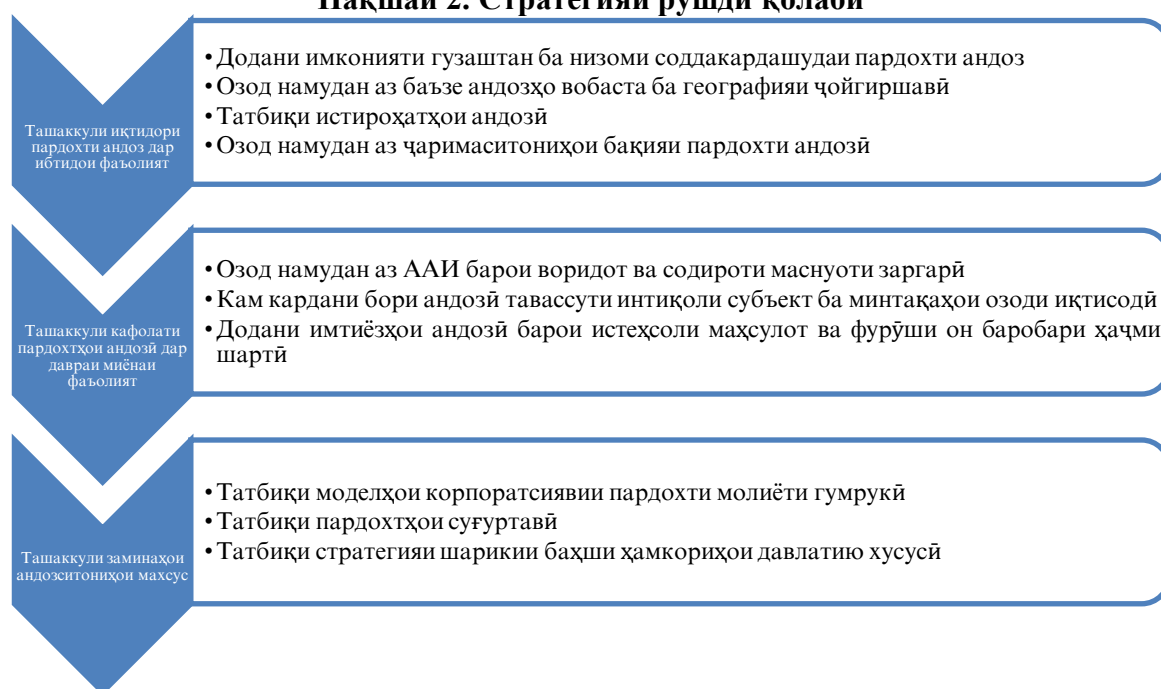 Нақшаи 2. Стратегияи рушди қолабӣ
Ташаккули иқтидори
пардохти андоз дар
ибтидои фаъолият
• Додани имконияти гузаштан ба низоми соддакардашудаи пардохти андоз
• Озод намудан аз баъзе андозҳо вобаста ба географияи ҷойгиршавӣ
• Татбиқи истироҳатҳои андозӣ
• Озод намудан аз ҷаримаситониҳои бақияи пардохти андозӣ
Ташаккули кафолати
пардохтҳои андозӣ дар
давраи миёнаи
фаъолият
• Озод намудан аз ААИ барои воридот ва содироти маснуоти заргарӣ
• Кам кардани бори андозӣ тавассути интиқоли субъект ба минтақаҳои озоди иқтисодӣ
• Додани имтиёзҳои андозӣ барои истеҳсоли маҳсулот ва фурӯши он баробари ҳаҷми
шартӣ
Ташаккули заминаҳои
андозситониҳои махсус
• Татбиқи моделҳои корпоратсиявии пардохти молиёти гумрукӣ
• Татбиқи пардохтҳои суғуртавӣ
• Татбиқи стратегияи шарикии баҳши ҳамкориҳои давлатию хусусӣ